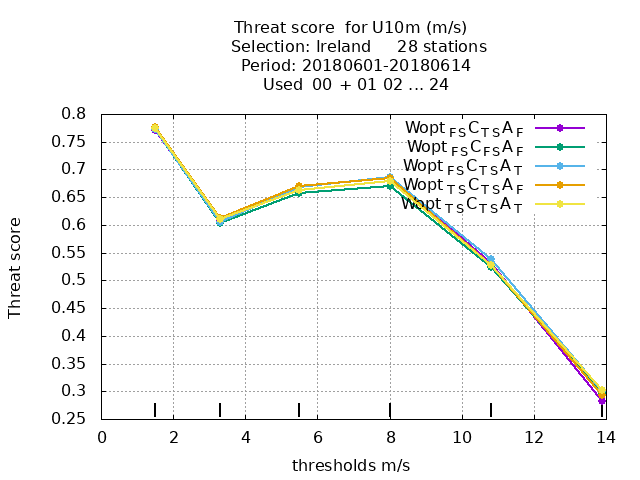 Threat score for U10m (m/s)
Selection: Ireland 28 stations
Period: 20180601-20180614
Used 00 + 01 02 ... 24
Wopt FS C TS A F
Wopt FS C FS A F
Wopt FS C TS A T
Wopt TS C TS A F
Wopt TS C TS A T
Threat score
0.8
0.75
0.7
0.65
0.6
0.55
0.5
0.45
0.4
0.35
0.3
0.25
0 2 4 6 8 10 12 14
thresholds m/s